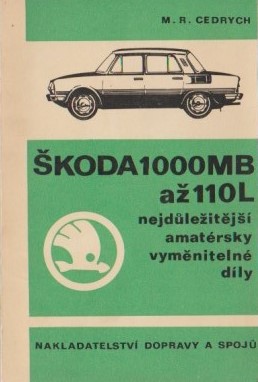 M. R. CEDRYCH
ŠKODA1000MB
až110L
nejdůležitější
amatérsky
vyměnitelné
díly
NAKLADATELSTVÍ DOPRAVY A SPOJŮ